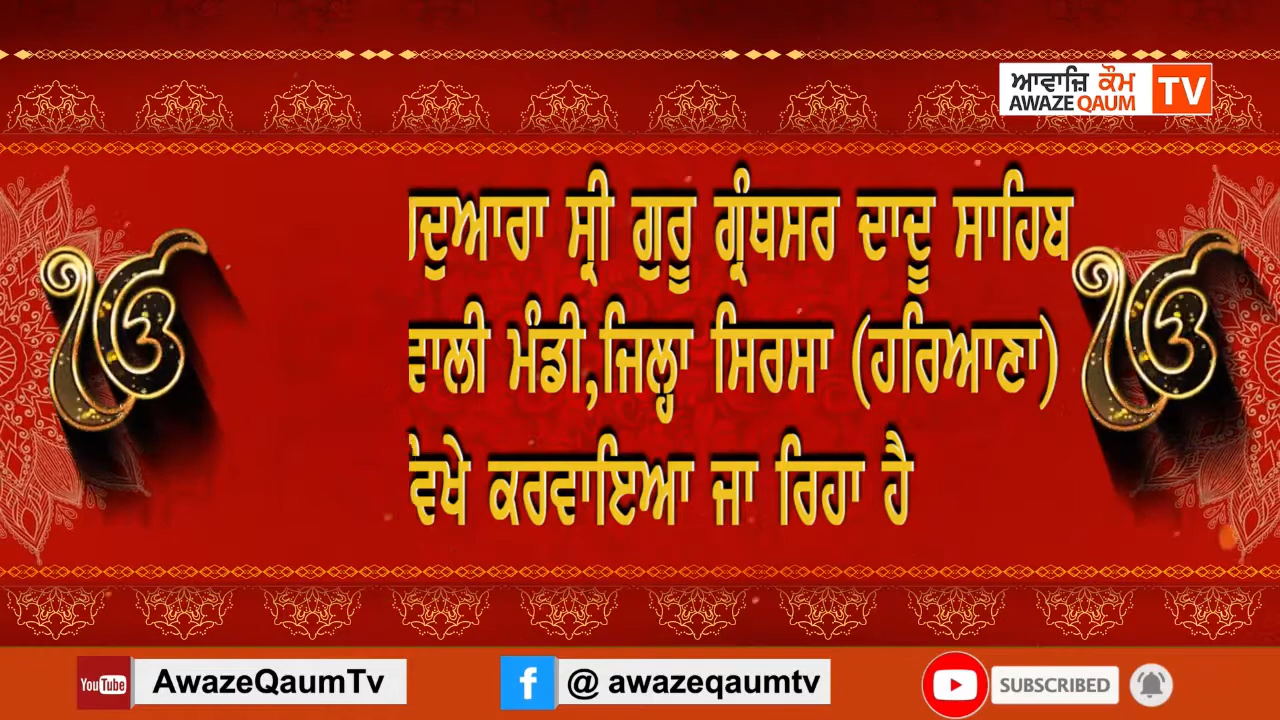 ਆਵਾਜ਼ਿ ਕੌਮ
AWAZE QAUM TV
ਦੁਆਰਾ ਸ੍ਰੀ ਗੁਰੂ ਗ੍ਰੰਥਸਰ ਦਾਦੂ ਸਾਹਿਬ
ਵਾਲੀ ਮੰਡੀ,ਜਿਲ੍ਹਾ ਸਿਰਸਾ (ਹਰਿਆਣਾ)
ਕਰਵਾਇਆ ਜਾ ਰਿਹਾ ਹੈ
YouTube AwazeQaumTv
f @ awazeqaumtv
SUBSCRIBED